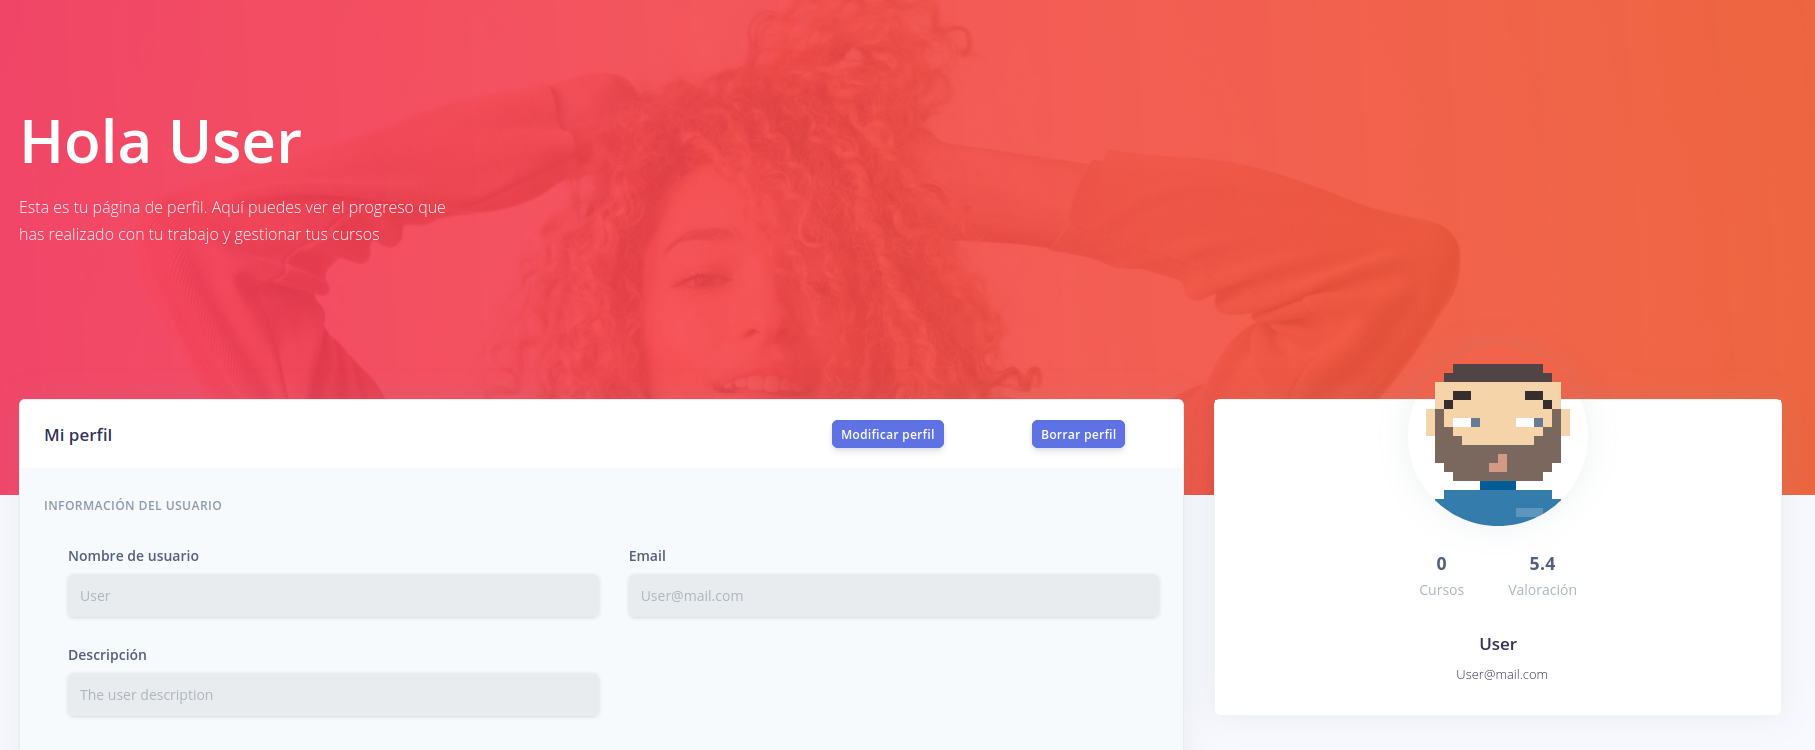 Hola User
Esta es tu página de perfil. Aquí puedes ver el progreso que
has realizado con tu trabajo y gestionar tus cursos
Mi perfil
Modificar perfil
Borrar perfil
INFORMACIÓN DEL USUARIO
Nombre de usuario
User
Email
User@mail.com
Descripción
The user description
0
Cursos
5.4
Valoración
User
User@mail.com